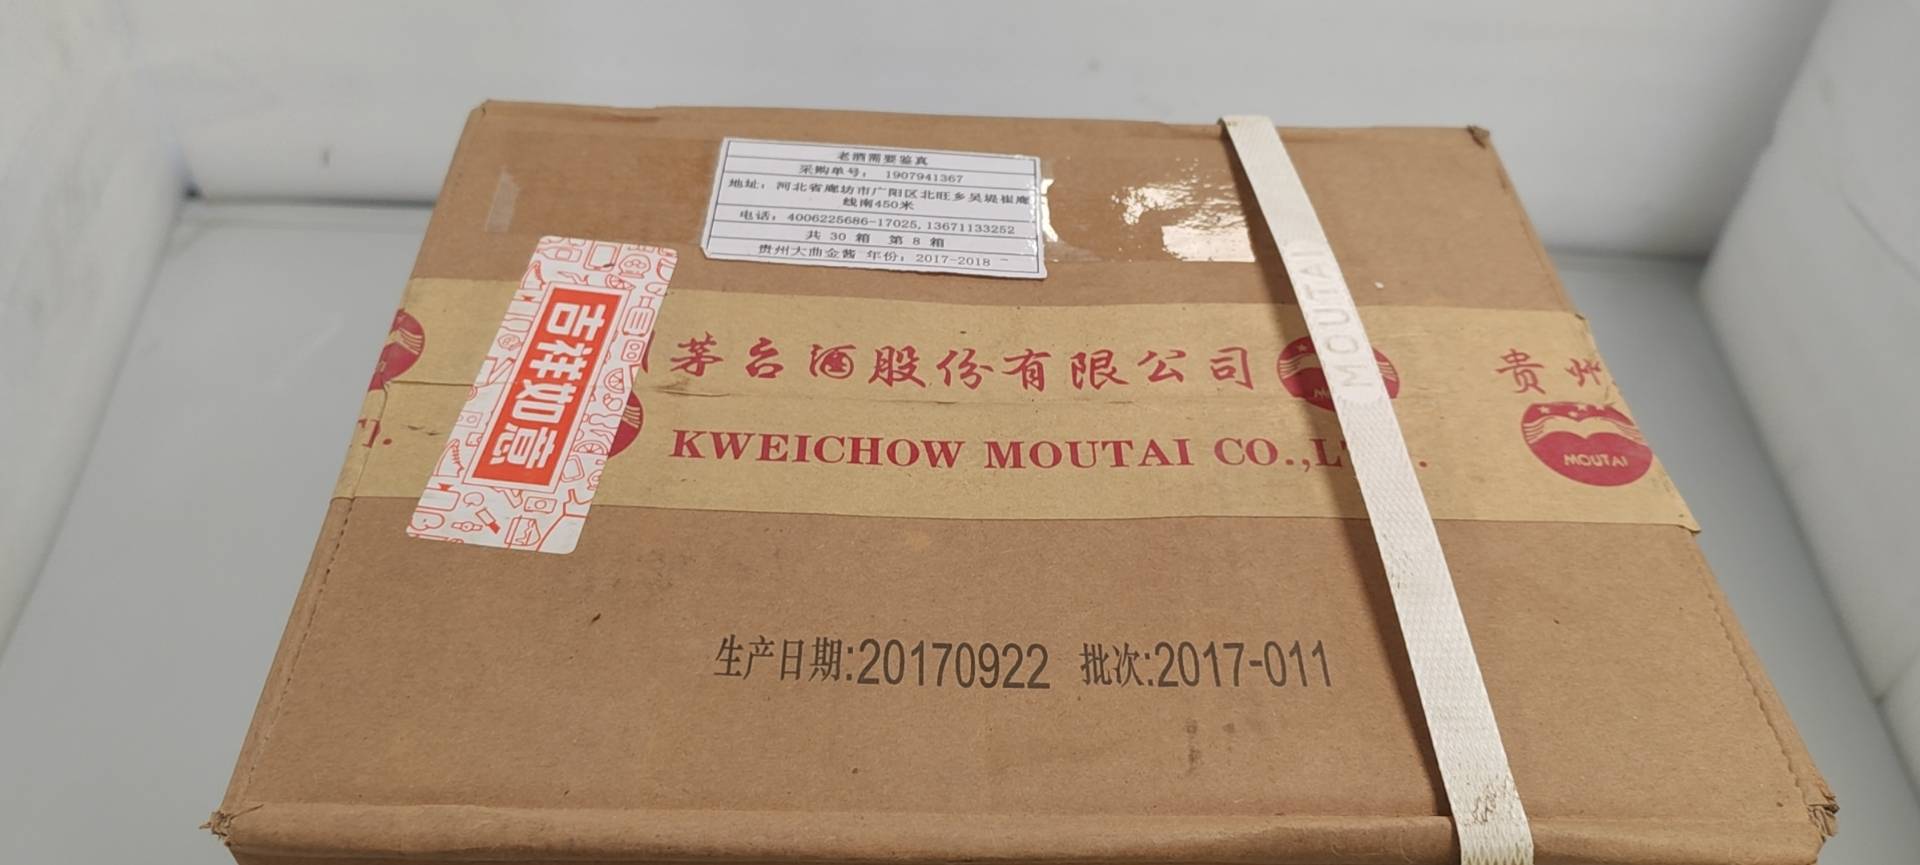 老酒需要鉴真
采购单号： 1907941367
地址：河北省廊坊市广阳区北旺乡吴堤崔廊
线南450米
电话：4006225686-17025,13671133252
共 30 箱 第 8 箱
贵州大曲金酱 年份：2017-2018
吉祥如意
茅台酒股份有限公司
贵州
MOUTAI
KWEICHOW MOUTAI CO.,L
MOUTAI
生产日期:20170922 批次:2017-011